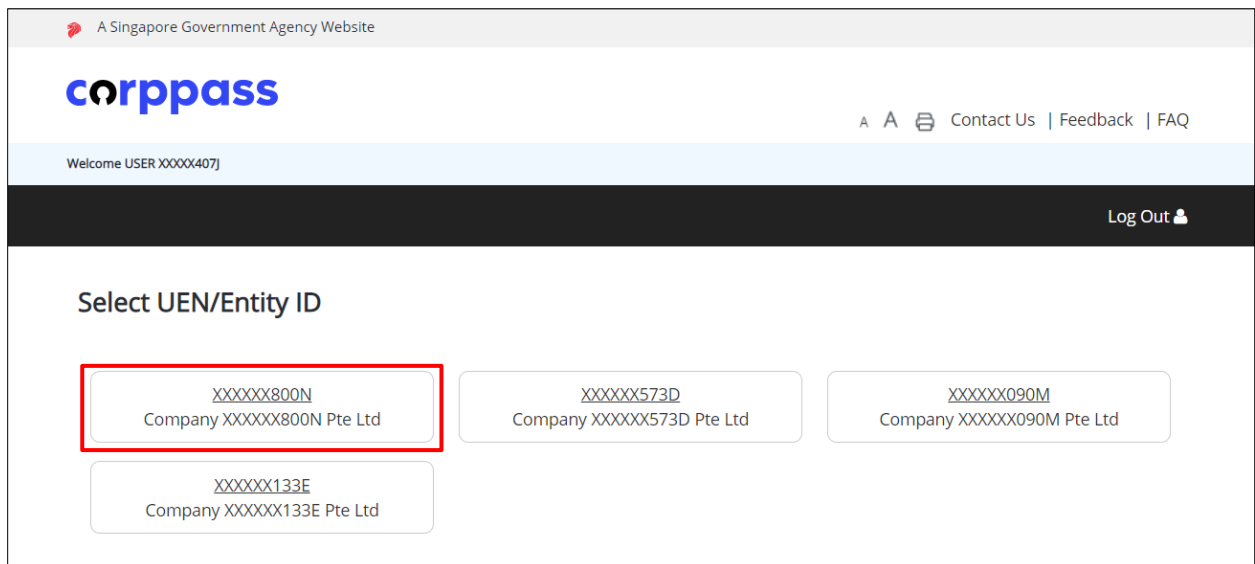 A Singapore Government Agency Website
corppass
A A Contact Us | Feedback | FAQ
Welcome USER XXXXX407J
Log Out
Select UEN/Entity ID
XXXXXX800N
Company XXXXXX800N Pte Ltd
XXXXXX573D
Company XXXXXX573D Pte Ltd
XXXXXX090M
Company XXXXXX090M Pte Ltd
XXXXXX133E
Company XXXXXX133E Pte Ltd